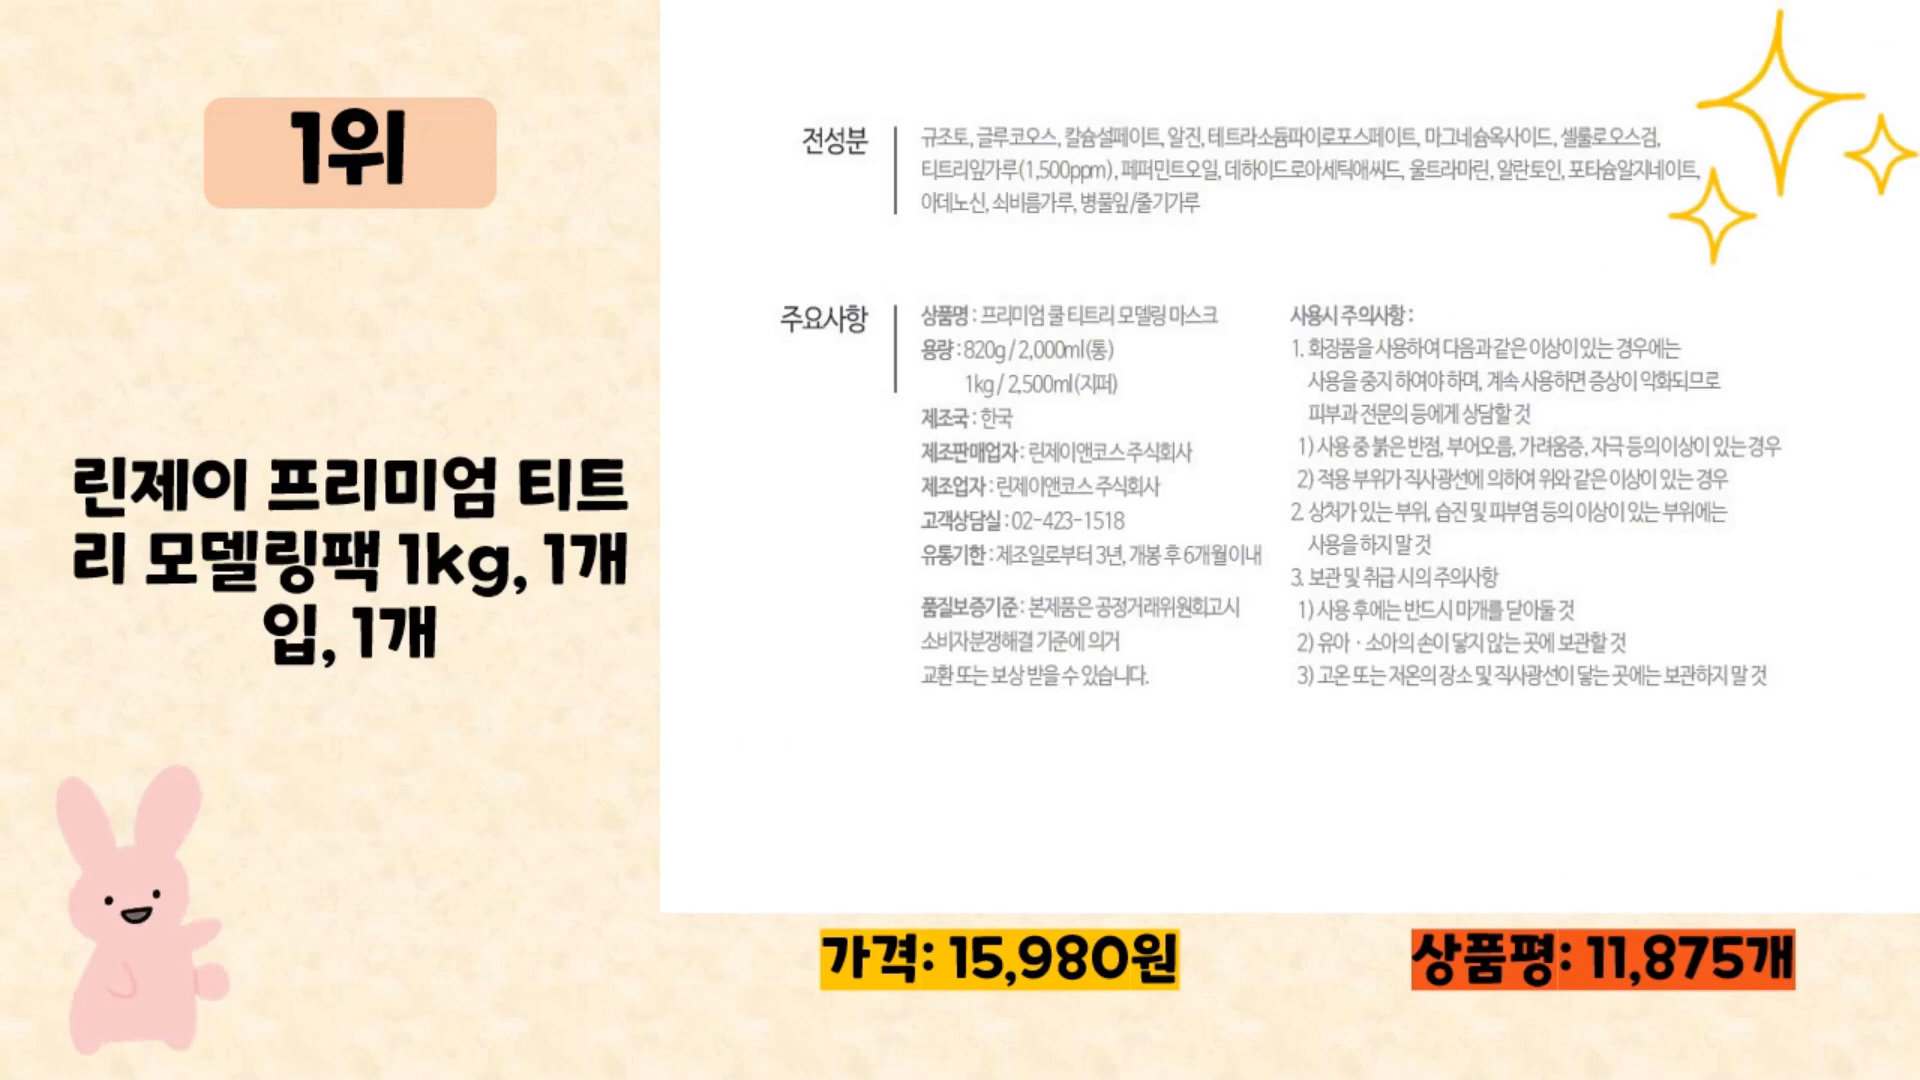 1위
린제이 프리미엄 티트
리 모델링팩 1kg, 1개
입, 1개
전성분
규조토, 글루코오스, 칼슘설페이트, 알진, 테트라소듐파이로포스페이트, 마그네슘옥사이드, 셀룰로오스검,
티트리잎가루(1,500ppm), 페퍼민트오일, 데하이드로아세틱애씨드, 울트라마린, 알란토인, 포타슘알지네이트,
아데노신, 쇠비름가루, 병풀잎/줄기가루
주요사항
상품명 : 프리미엄 쿨 티트리 모델링 마스크
용량 : 820g / 2,000ml(통)
1kg / 2,500ml(지퍼)
제조국 : 한국
제조판매업자 : 린제이앤코스 주식회사
제조업자 : 린제이앤코스 주식회사
고객상담실 : 02-423-1518
유통기한 : 제조일로부터 3년, 개봉 후 6개월 이내
품질보증기준 : 본제품은 공정거래위원회고시
소비자분쟁해결 기준에 의거
교환 또는 보상 받을 수 있습니다.
사용시 주의사항 :
1. 화장품을 사용하여 다음과 같은 이상이 있는 경우에는
사용을 중지 하여야 하며, 계속 사용하면 증상이 악화되므로
피부과 전문의 등에게 상담할 것
1) 사용 중 붉은 반점, 부어오름, 가려움증, 자극 등의 이상이 있는 경우
2) 적용 부위가 직사광선에 의하여 위와 같은 이상이 있는 경우
2. 상처가 있는 부위, 습진 및 피부염 등의 이상이 있는 부위에는
사용을 하지 말 것
3. 보관 및 취급 시의 주의사항
1) 사용 후에는 반드시 마개를 닫아둘 것
2) 유아 · 소아의 손이 닿지 않는 곳에 보관할 것
3) 고온 또는 저온의 장소 및 직사광선이 닿는 곳에는 보관하지 말 것
가격: 15,980원
상품평: 11,875개